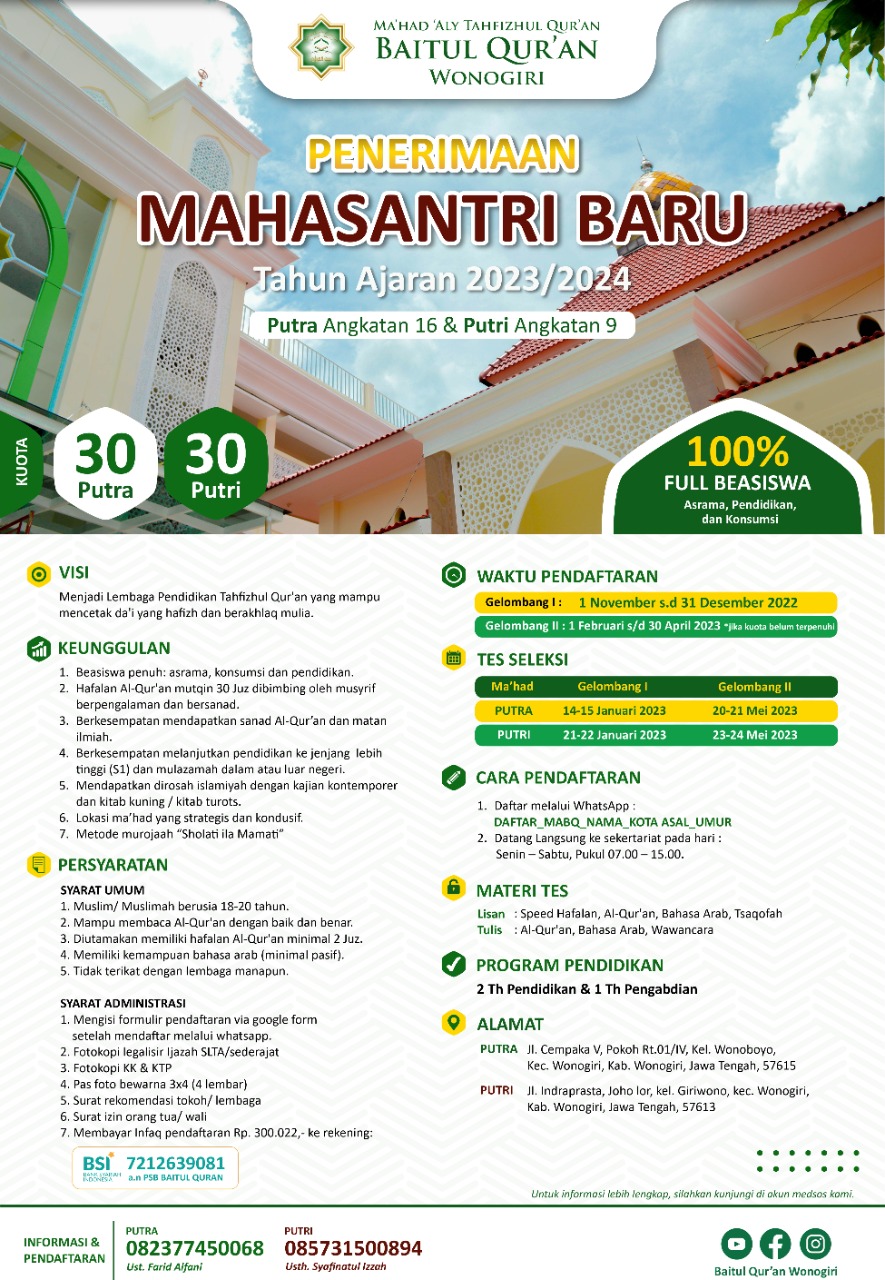 MA'HAD 'ALY TAHFIZHUL QUR'AN
BAITUL QUR'AN
WONOGIRI
PENERIMAAN
MAHASANTRI BARU
Tahun Ajaran 2023/2024
Putra Angkatan 16 & Putri Angkatan 9
KUOTA
30
Putra
30
Putri
100%
FULL BEASISWA
Asrama, Pendidikan,
dan Konsumsi
VISI
Menjadi Lembaga Pendidikan Tahfizhul Qur'an yang mampu
mencetak da'i yang hafizh dan berakhlaq mulia.
KEUNGGULAN
1. Beasiswa penuh: asrama, konsumsi dan pendidikan.
2. Hafalan Al-Qur'an mutqin 30 Juz dibimbing oleh musyrif
berpengalaman dan bersanad.
3. Berkesempatan mendapatkan sanad Al-Qur'an dan matan
ilmiah.
4. Berkesempatan melanjutkan pendidikan ke jenjang lebih
tinggi (S1) dan mulazamah dalam atau luar negeri.
5. Mendapatkan dirosah islamiyah dengan kajian kontemporer
dan kitab kuning / kitab turots.
6. Lokasi ma'had yang strategis dan kondusif.
7. Metode murojaah "Sholati ila Mamati"
PERSYARATAN
SYARAT UMUM
1. Muslim/ Muslimah berusia 18-20 tahun.
2. Mampu membaca Al-Qur'an dengan baik dan benar.
3. Diutamakan memiliki hafalan Al-Qur'an minimal 2 Juz.
4. Memiliki kemampuan bahasa arab (minimal pasif).
5. Tidak terikat dengan lembaga manapun.
SYARAT ADMINISTRASI
1. Mengisi formulir pendaftaran via google form
setelah mendaftar melalui whatsapp.
2. Fotokopi legalisir Ijazah SLTA/sederajat
3. Fotokopi KK & KTP
4. Pas foto bewarna 3x4 (4 lembar)
5. Surat rekomendasi tokoh/ lembaga
6. Surat izin orang tua/ wali
7. Membayar Infaq pendaftaran Rp. 300.022,- ke rekening:
BSI
BANK SYARIAH
INDONESIA
7212639081
a.n PSB BAITUL QURAN
WAKTU PENDAFTARAN
Gelombang I : 1 November s.d 31 Desember 2022
Gelombang II : 1 Februari s/d 30 April 2023 *jika kuota belum terpenuhi
TES SELEKSI
Ma'had Gelombang I Gelombang II
PUTRA 14-15 Januari 2023 20-21 Mei 2023
PUTRI 21-22 Januari 2023 23-24 Mei 2023
CARA PENDAFTARAN
1. Daftar melalui WhatsApp :
DAFTAR_MABQ_NAMA_KOTA ASAL_UMUR
2. Datang Langsung ke sekertariat pada hari :
Senin – Sabtu, Pukul 07.00 – 15.00.
MATERI TES
Lisan : Speed Hafalan, Al-Qur'an, Bahasa Arab, Tsaqofah
Tulis : Al-Qur'an, Bahasa Arab, Wawancara
PROGRAM PENDIDIKAN
2 Th Pendidikan & 1 Th Pengabdian
ALAMAT
PUTRA Jl. Cempaka V, Pokoh Rt.01/IV, Kel. Wonoboyo,
Kec. Wonogiri, Kab. Wonogiri, Jawa Tengah, 57615
PUTRI Jl. Indraprasta, Joho lor, kel. Giriwono, kec. Wonogiri,
Kab. Wonogiri, Jawa Tengah, 57613
Untuk informasi lebih lengkap, silahkan kunjungi di akun medsos kami.
INFORMASI &
PENDAFTARAN
PUTRA
082377450068
Ust. Farid Alfani
PUTRI
085731500894
Usth. Syafinatul Izzah
Baitul Qur'an Wonogiri